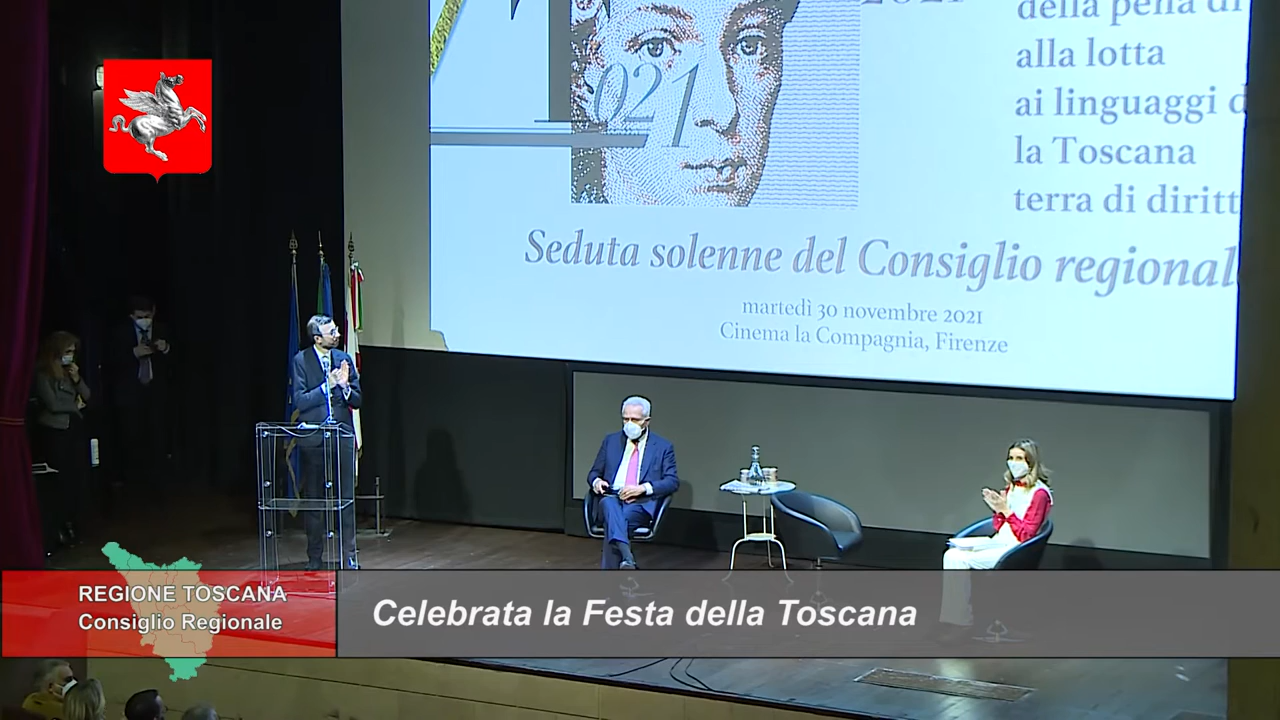 della pena di
alla lotta
ai linguaggi d
la Toscana
terra di diritt
2021
021
Seduta solenne del Consiglio regional
martedì 30 novembre 2021
Cinema la Compagnia, Firenze
REGIONE TOSCANA
Consiglio Regionale
Celebrata la Festa della Toscana